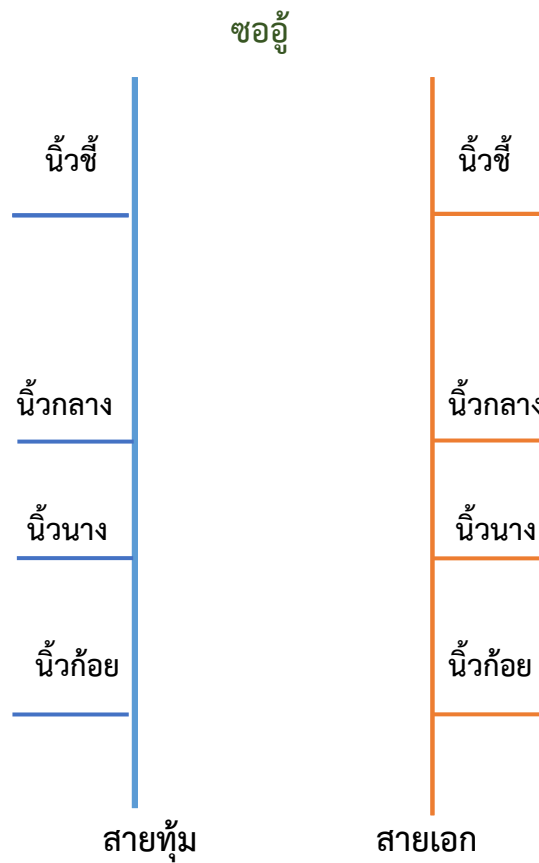 ซออู้
นิ้วชี้ นิ้วชี้
นิ้วกลาง นิ้วกลาง
นิ้วนาง นิ้วนาง
นิ้วก้อย นิ้วก้อย
สายทุ้ม สายเอก